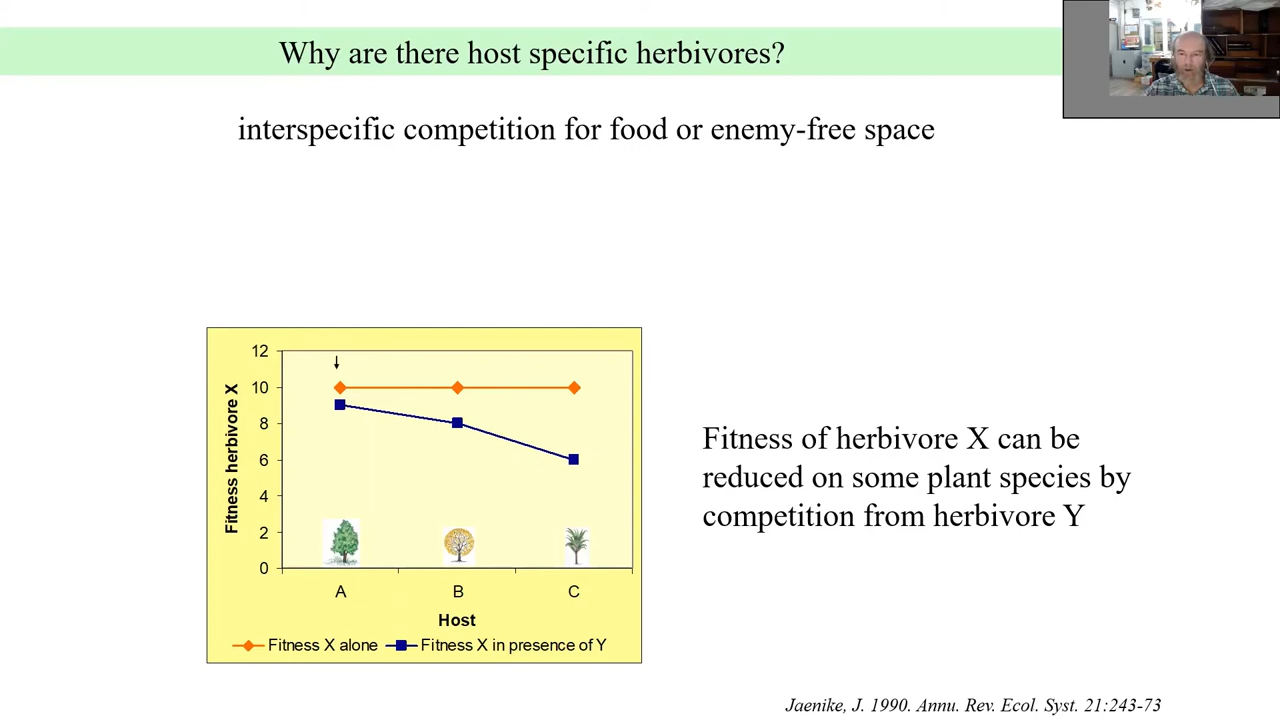 Why are there host specific herbivores?
interspecific competition for food or enemy-free space
12
10
8
6
4
2
0
Fitness herbivore X
A B C
Host
Fitness X alone Fitness X in presence of Y
Fitness of herbivore X can be
reduced on some plant species by
competition from herbivore Y
Jaenike, J. 1990. Annu. Rev. Ecol. Syst. 21:243-73